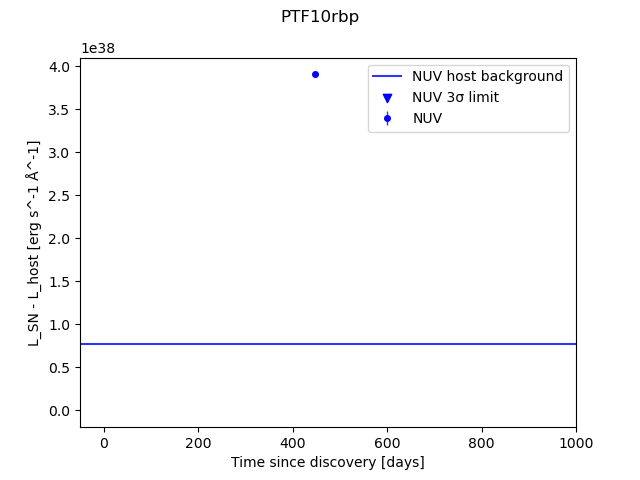 PTF10rbp
1e38
4.0
3.5
3.0
2.5
2.0
1.5
1.0
0.5
0.0
L_SN - L_host [erg s^-1 Å^-1]
NUV host background
NUV 3σ limit
NUV
0 200 400 600 800 1000
Time since discovery [days]